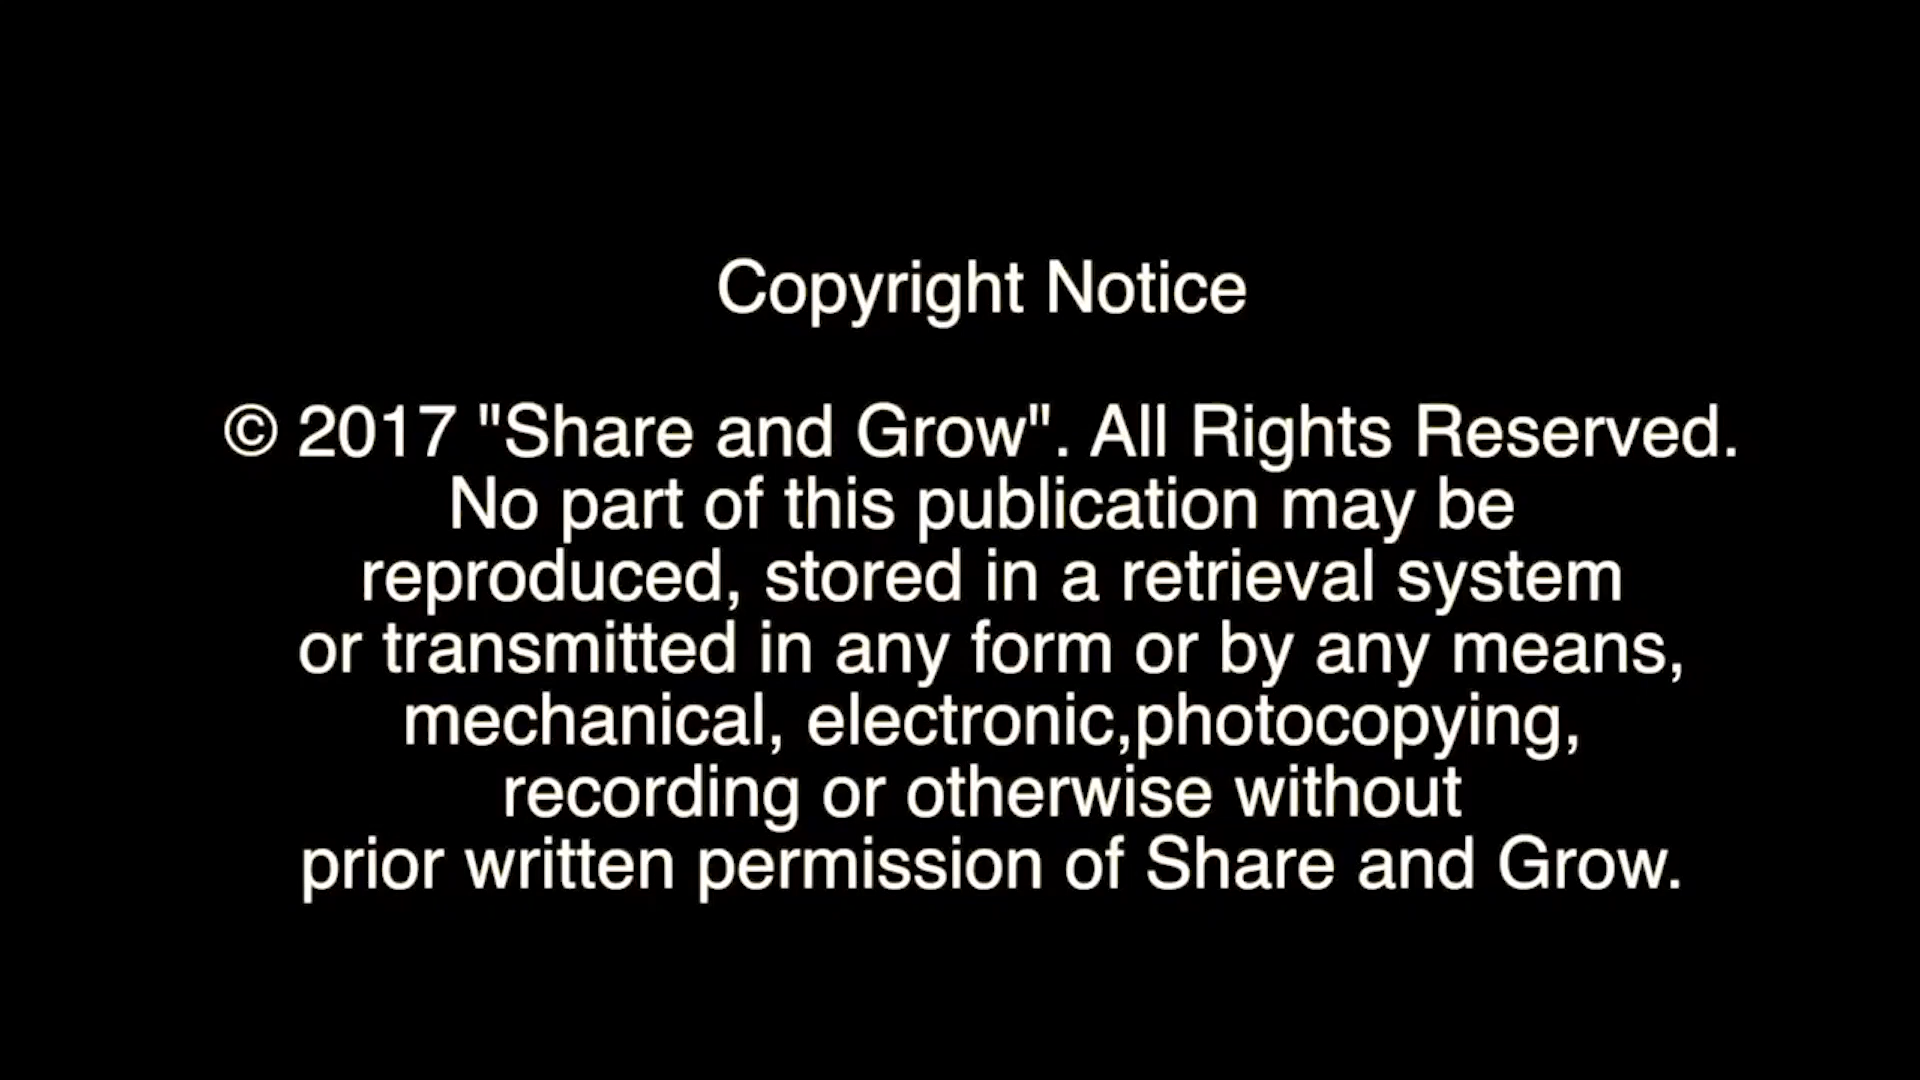 Copyright Notice
© 2017 "Share and Grow". All Rights Reserved.
No part of this publication may be
reproduced, stored in a retrieval system
or transmitted in any form or by any means,
mechanical, electronic,photocopying,
recording or otherwise without
prior written permission of Share and Grow.